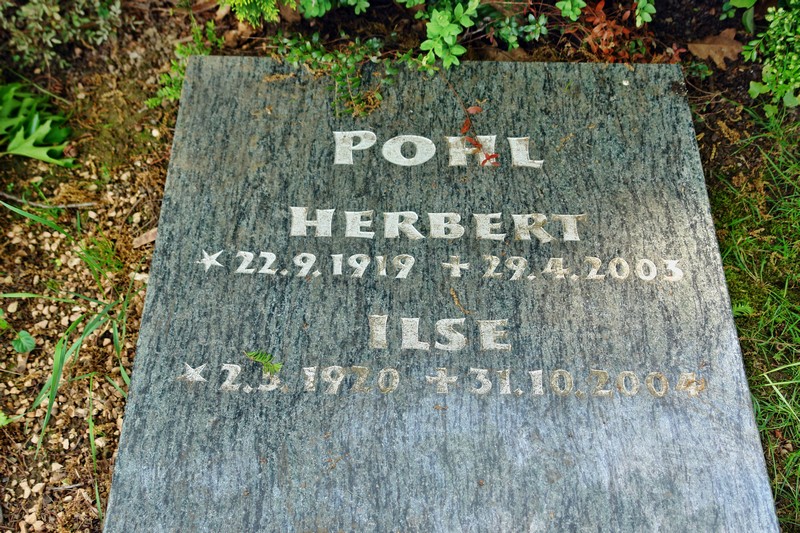 POHL
HERBERT
* 22.9.1919 + 29.4.2003
ILSE
* 2.3.1920 + 31.10.2004